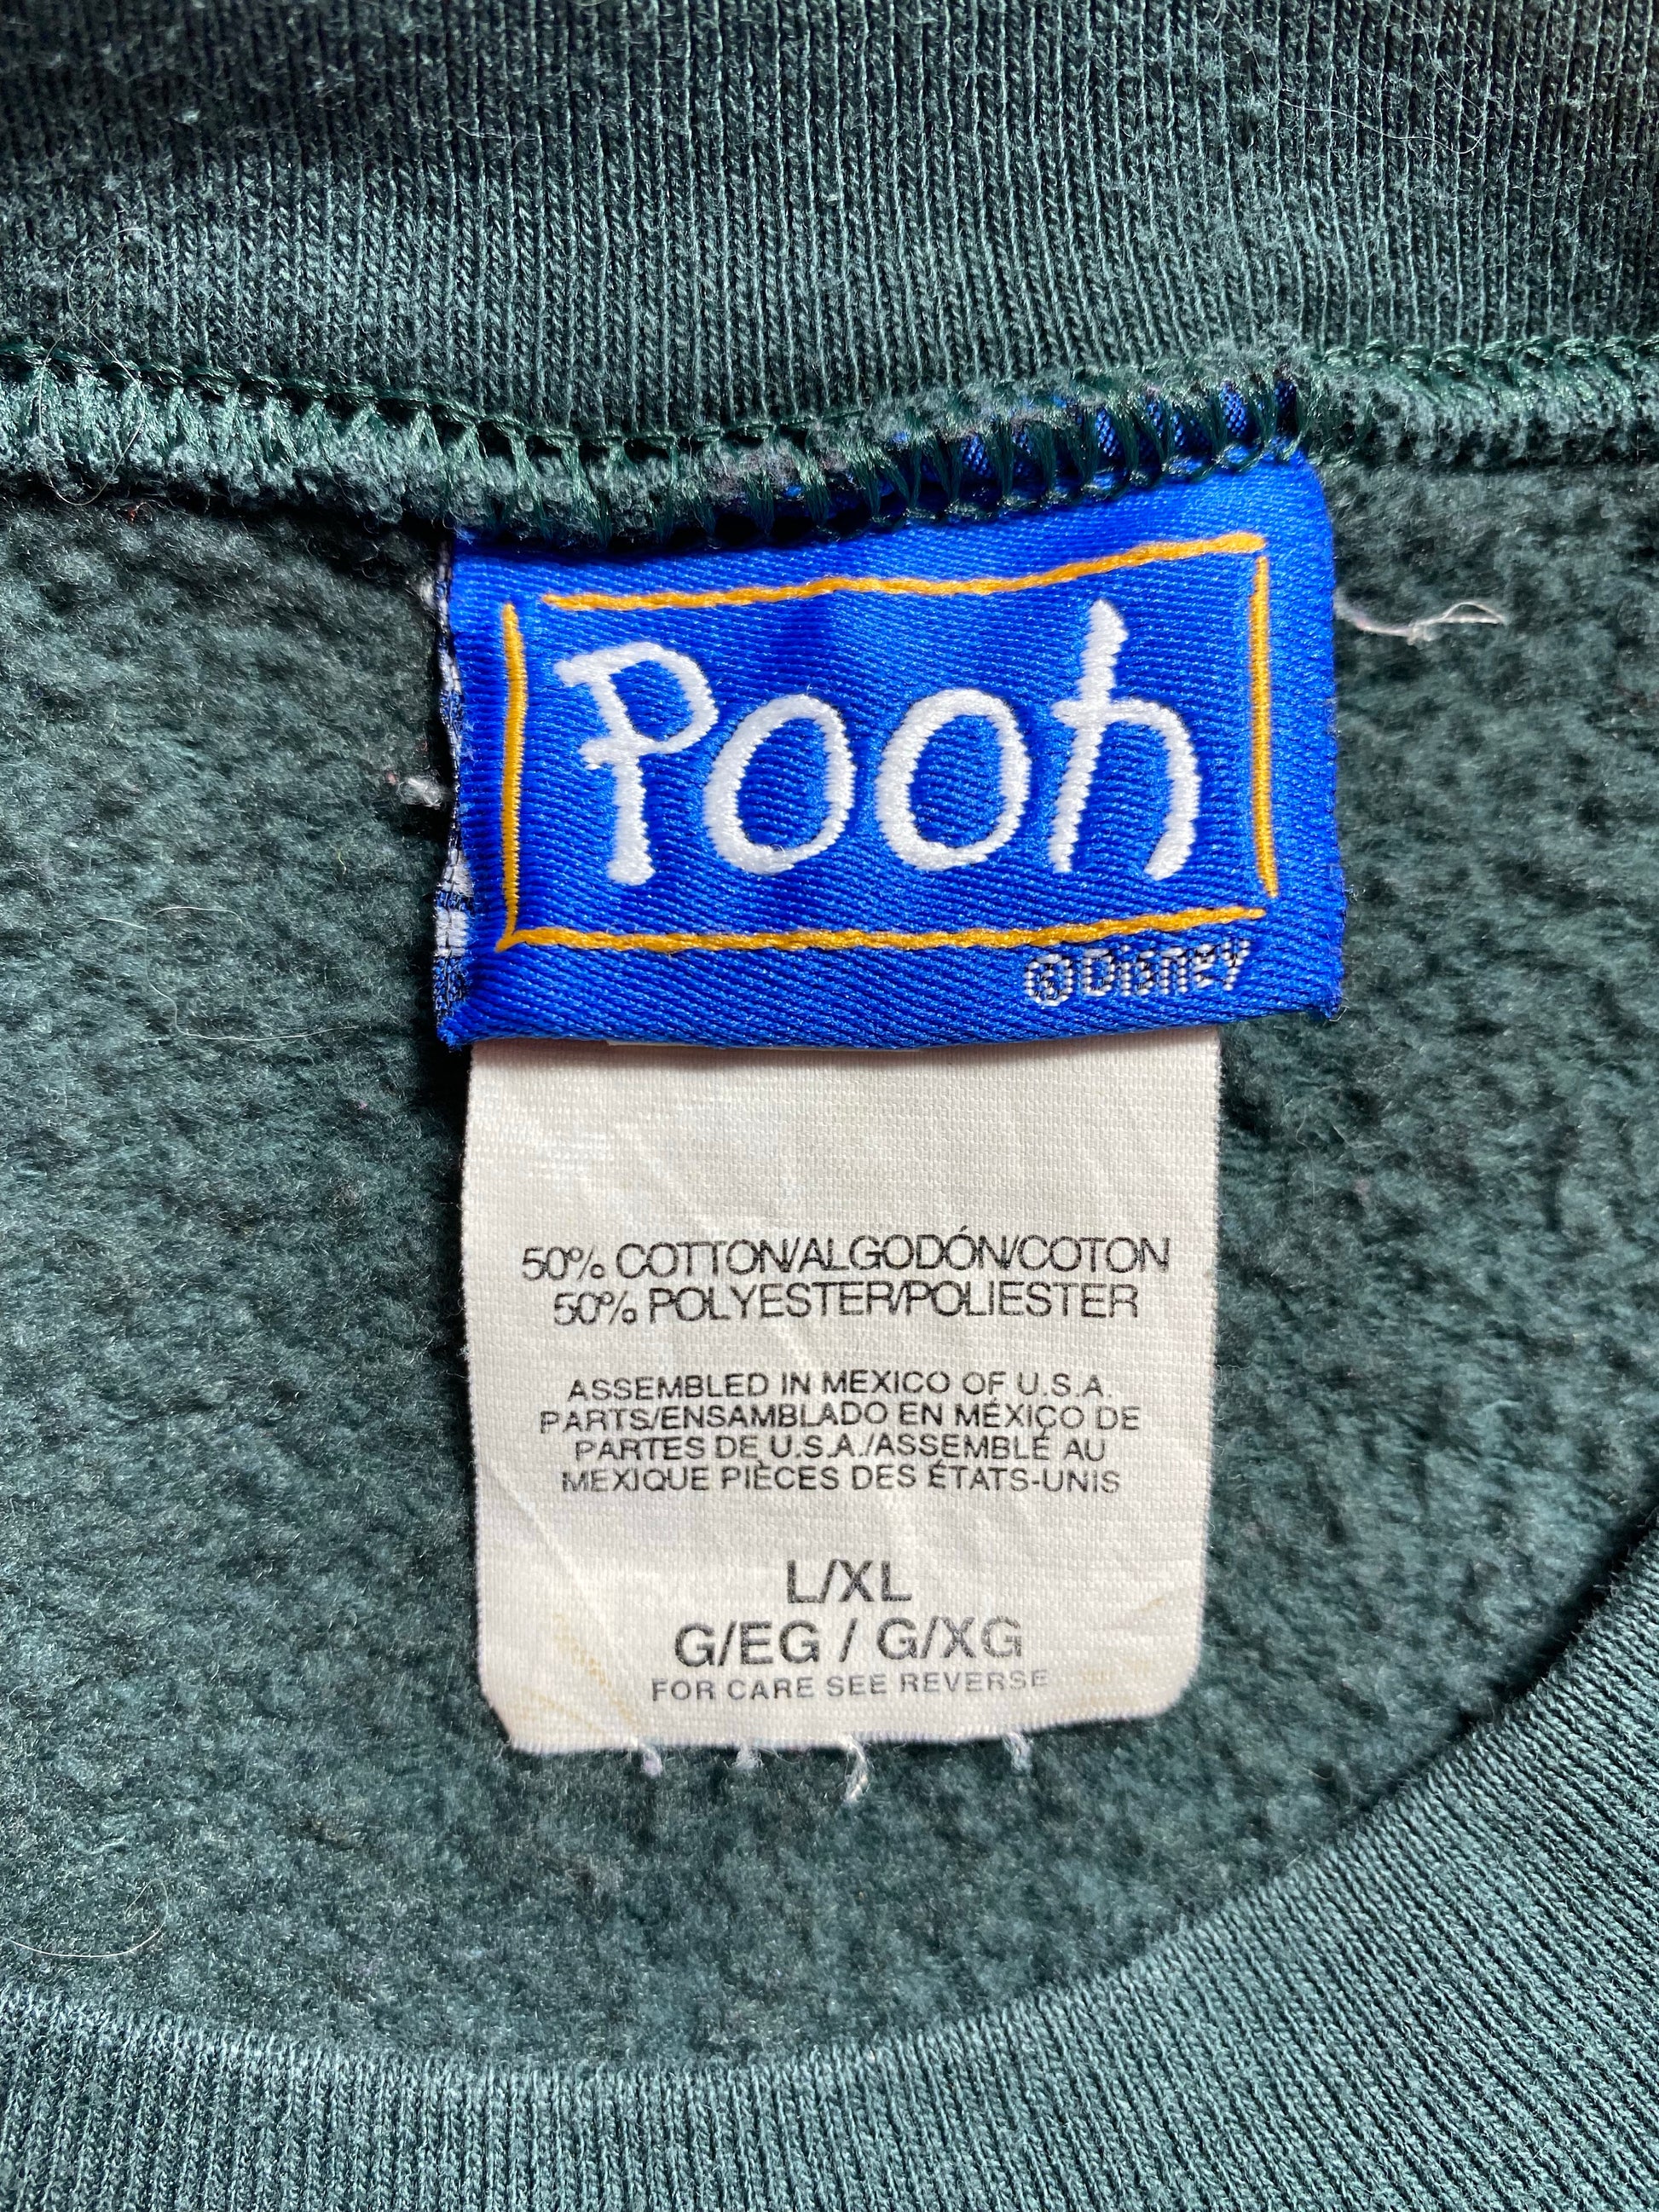 Pooh
©Disney
50% COTTON/ALGODÓN/COTON
50% POLYESTER/POLIESTER
ASSEMBLED IN MEXICO OF U.S.A.
PARTS/ENSAMBLADO EN MÉXICO DE
PARTES DE U.S.A./ASSEMBLÉ AU
MEXIQUE PIÈCES DES ÉTATS-UNIS
L/XL
G/EG / G/XG
FOR CARE SEE REVERSE